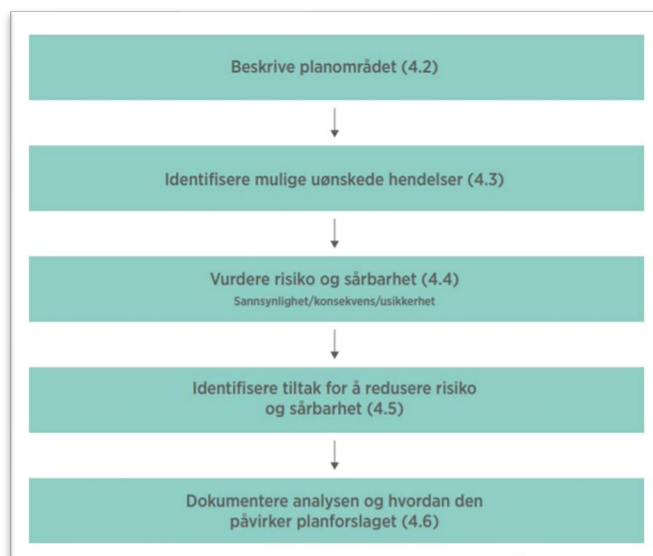 Beskrive planområdet (4.2)
Identifisere mulige uønskede hendelser (4.3)
Vurdere risiko og sårbarhet (4.4)
Sannsynlighet/konsekvens/usikkerhet
Identifisere tiltak for å redusere risiko
og sårbarhet (4.5)
Dokumentere analysen og hvordan den
påvirker planforslaget (4.6)